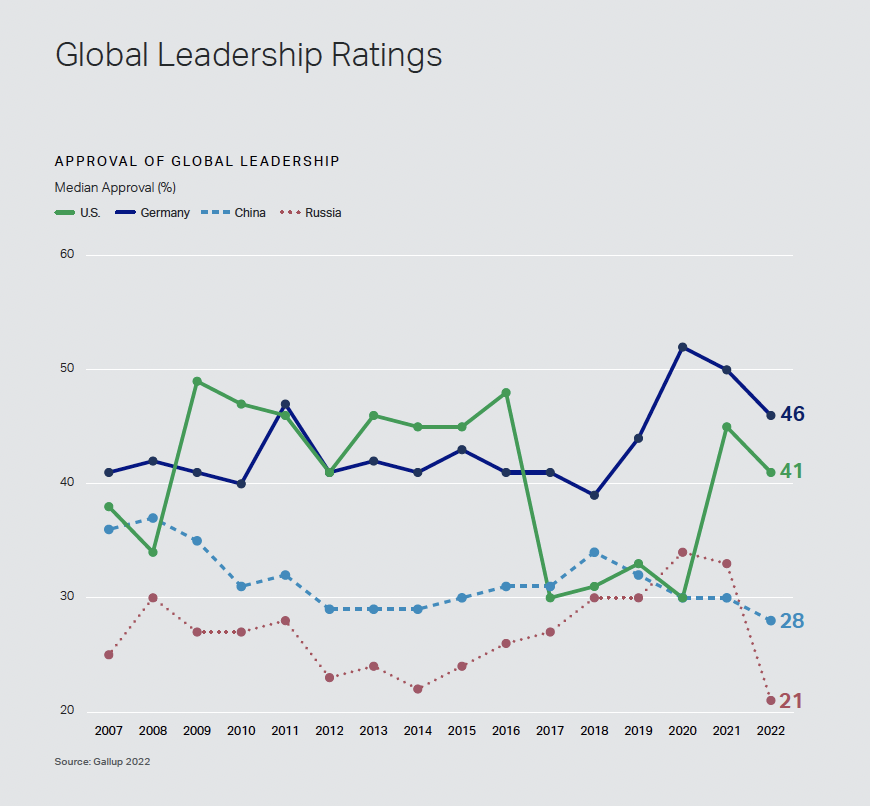 Global Leadership Ratings
APPROVAL OF GLOBAL LEADERSHIP
Median Approval (%)
U.S. Germany China Russia
60
50
46
41
40
30
28
21
20
2007 2008 2009 2010 2011 2012 2013 2014 2015 2016 2017 2018 2019 2020 2021 2022
Source: Gallup 2022